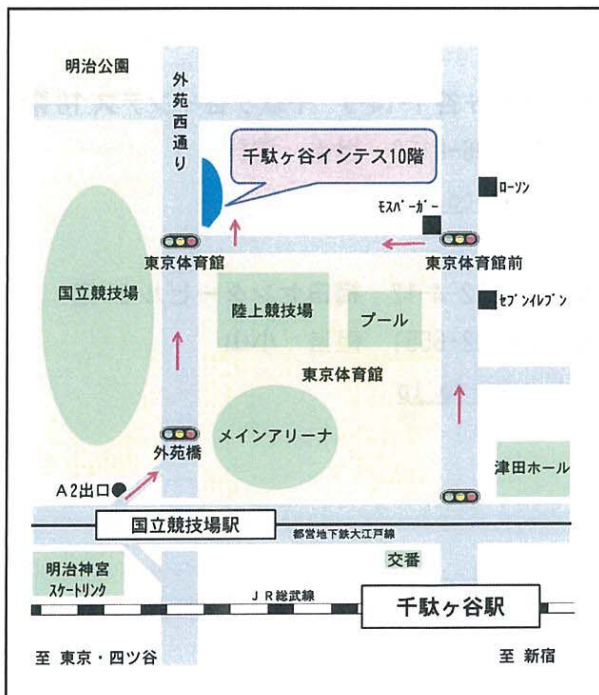 明治公園
外苑西通り
千駄ヶ谷インテス10階
ﾛｰｿﾝ
ﾓｽﾊﾞｰｶﾞｰ
東京体育館
東京体育館前
国立競技場
陸上競技場
プール
ｾﾌﾞﾝｲﾚﾌﾞﾝ
東京体育館
メインアリーナ
外苑橋
津田ホール
A2出口
国立競技場駅
都営地下鉄大江戸線
明治神宮
ｽｹｰﾄﾘﾝｸ
交番
ＪＲ総武線
千駄ヶ谷駅
至 東京・四ツ谷
至 新宿